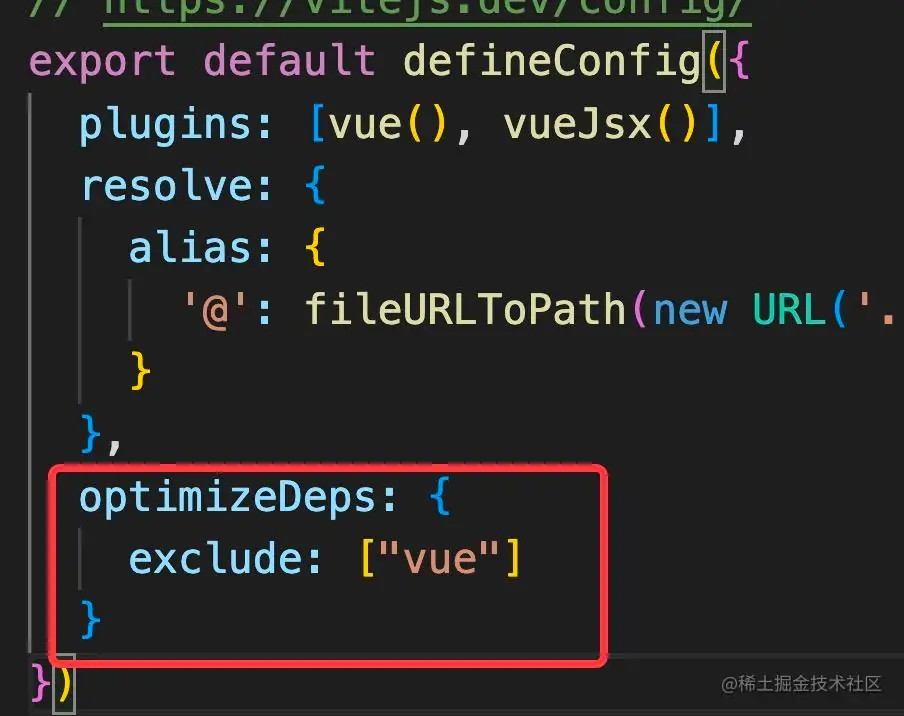 // https://vitejs.dev/config/
export default defineConfig({
plugins: [vue(), vueJsx()],
resolve: {
alias: {
'@': fileURLToPath(new URL('.
}
},
optimizeDeps: {
exclude: ["vue"]
}
})
@稀土掘金技术社区